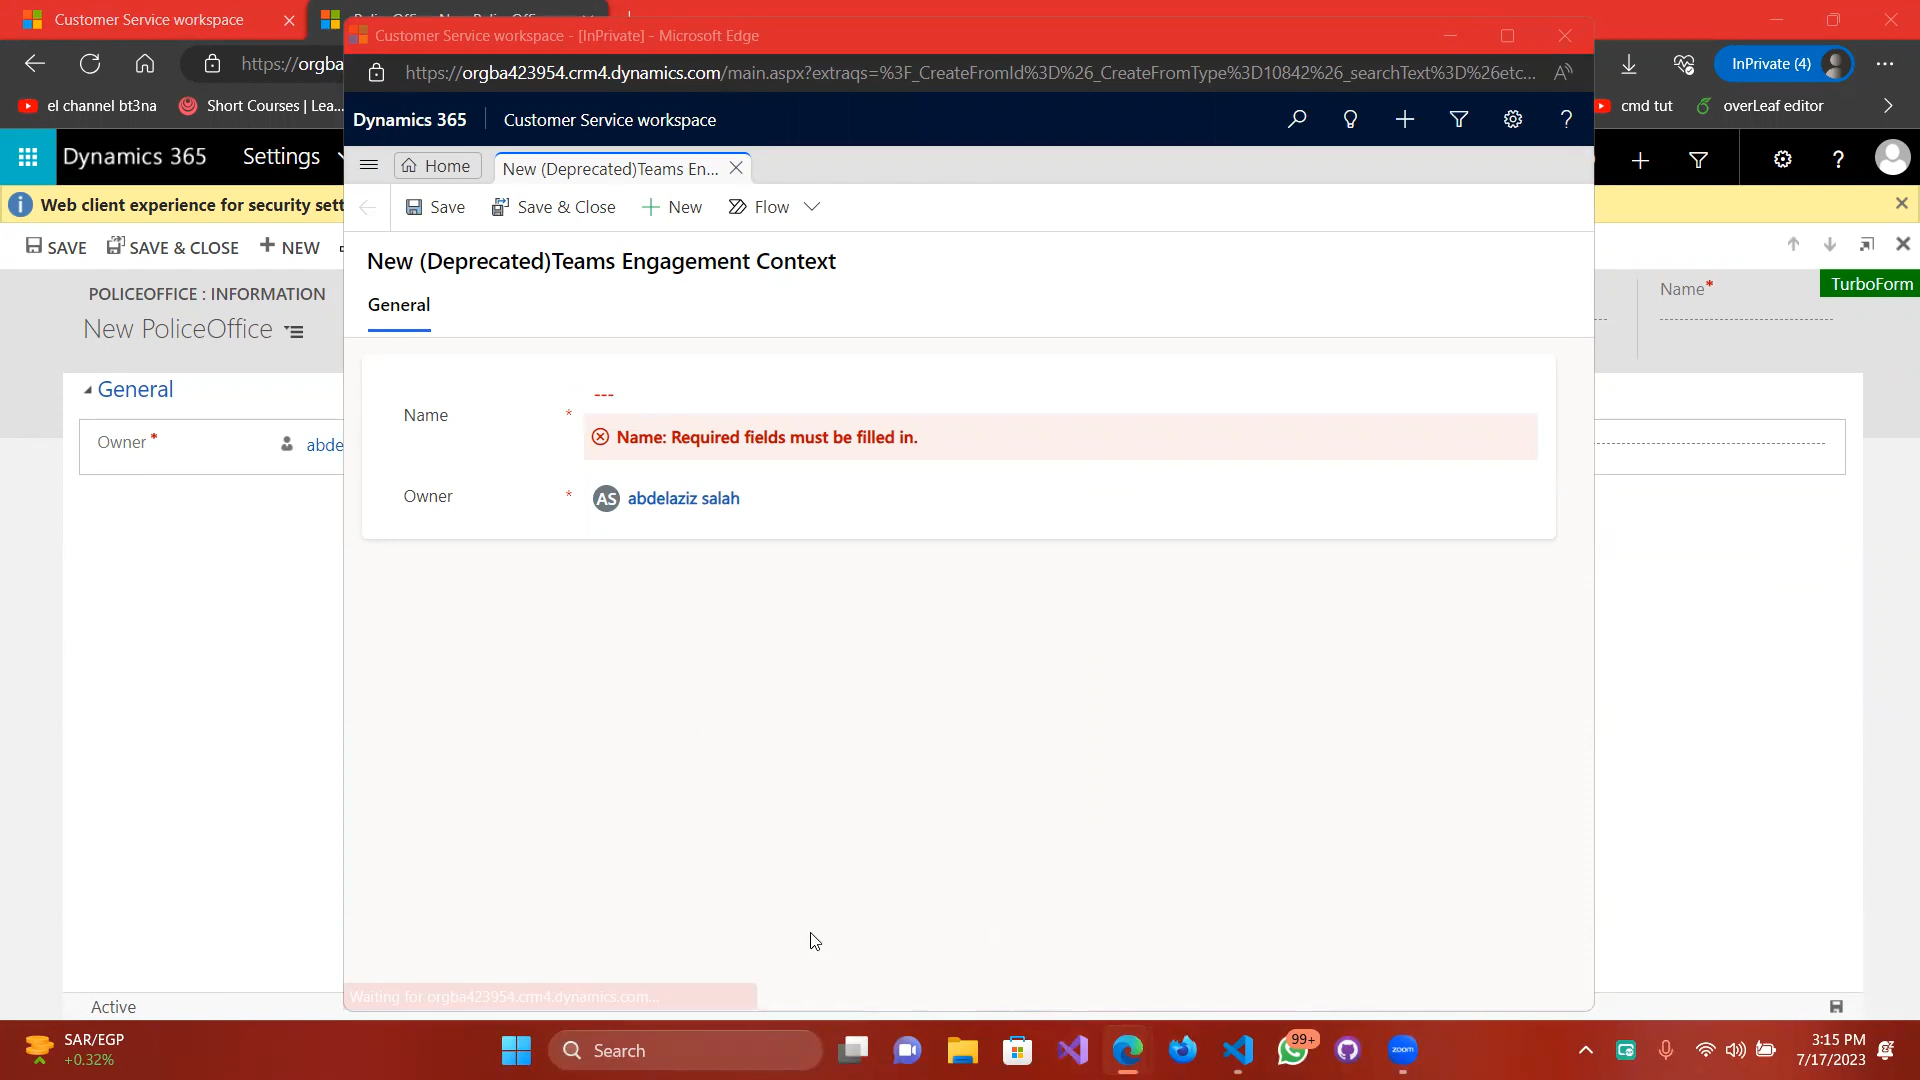 Customer Service workspace
Customer Service workspace - [InPrivate] - Microsoft Edge
https://orgba
https://orgba423954.crm4.dynamics.com/main.aspx?extraqs=%3F_CreateFromId%3D%26_CreateFromType%3D10842%26_searchText%3D%26etc...
InPrivate (4)
el channel bt3na
Short Courses | Lea...
cmd tut
overLeaf editor
Dynamics 365
Customer Service workspace
Dynamics 365
Settings
Home
New (Deprecated)Teams En...
Web client experience for security sett
Save
Save & Close
New
Flow
SAVE
SAVE & CLOSE
NEW
New (Deprecated)Teams Engagement Context
POLICEOFFICE : INFORMATION
New PoliceOffice
Name*
TurboForm
General
General
Name *
---
Name: Required fields must be filled in.
Owner *
abde
Owner *
AS abdelaziz salah
Waiting for orgba423954.crm4.dynamics.com...
Active
SAR/EGP
+0.32%
Search
99+
zoom
3:15 PM
7/17/2023